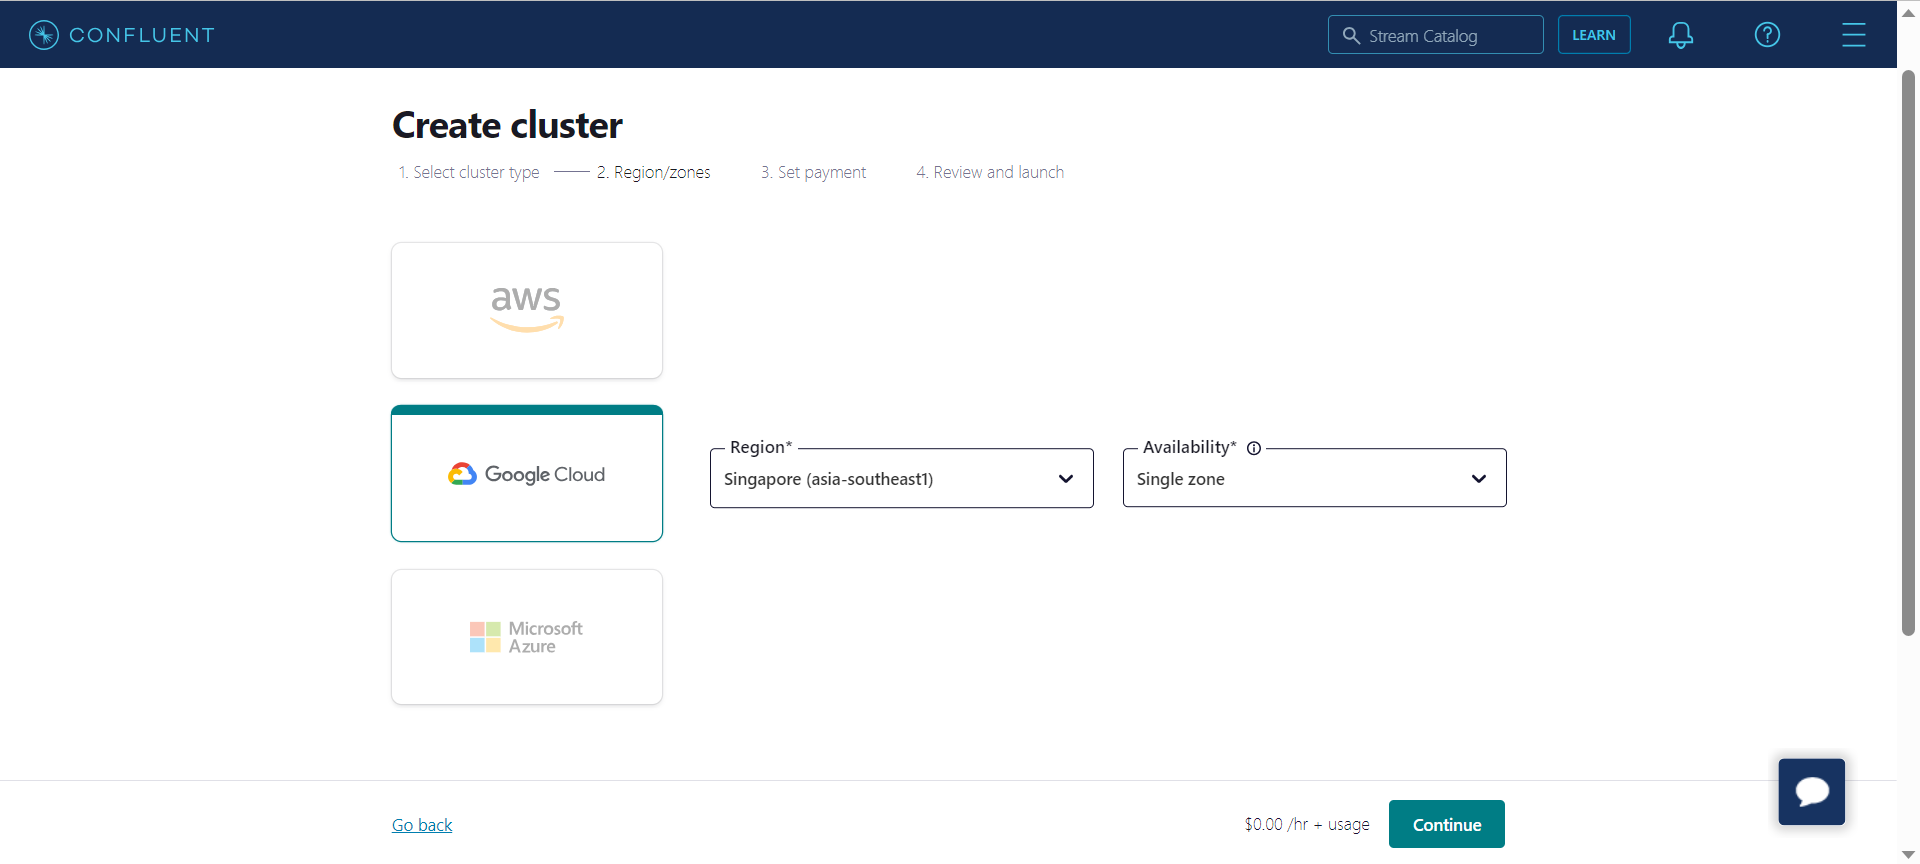 CONFLUENT
Stream Catalog
LEARN
Create cluster
1. Select cluster type
2. Region/zones
3. Set payment
4. Review and launch
aws
Google Cloud
Region*
Singapore (asia-southeast1)
Availability*
Single zone
Microsoft
Azure
Go back
$0.00 /hr + usage
Continue